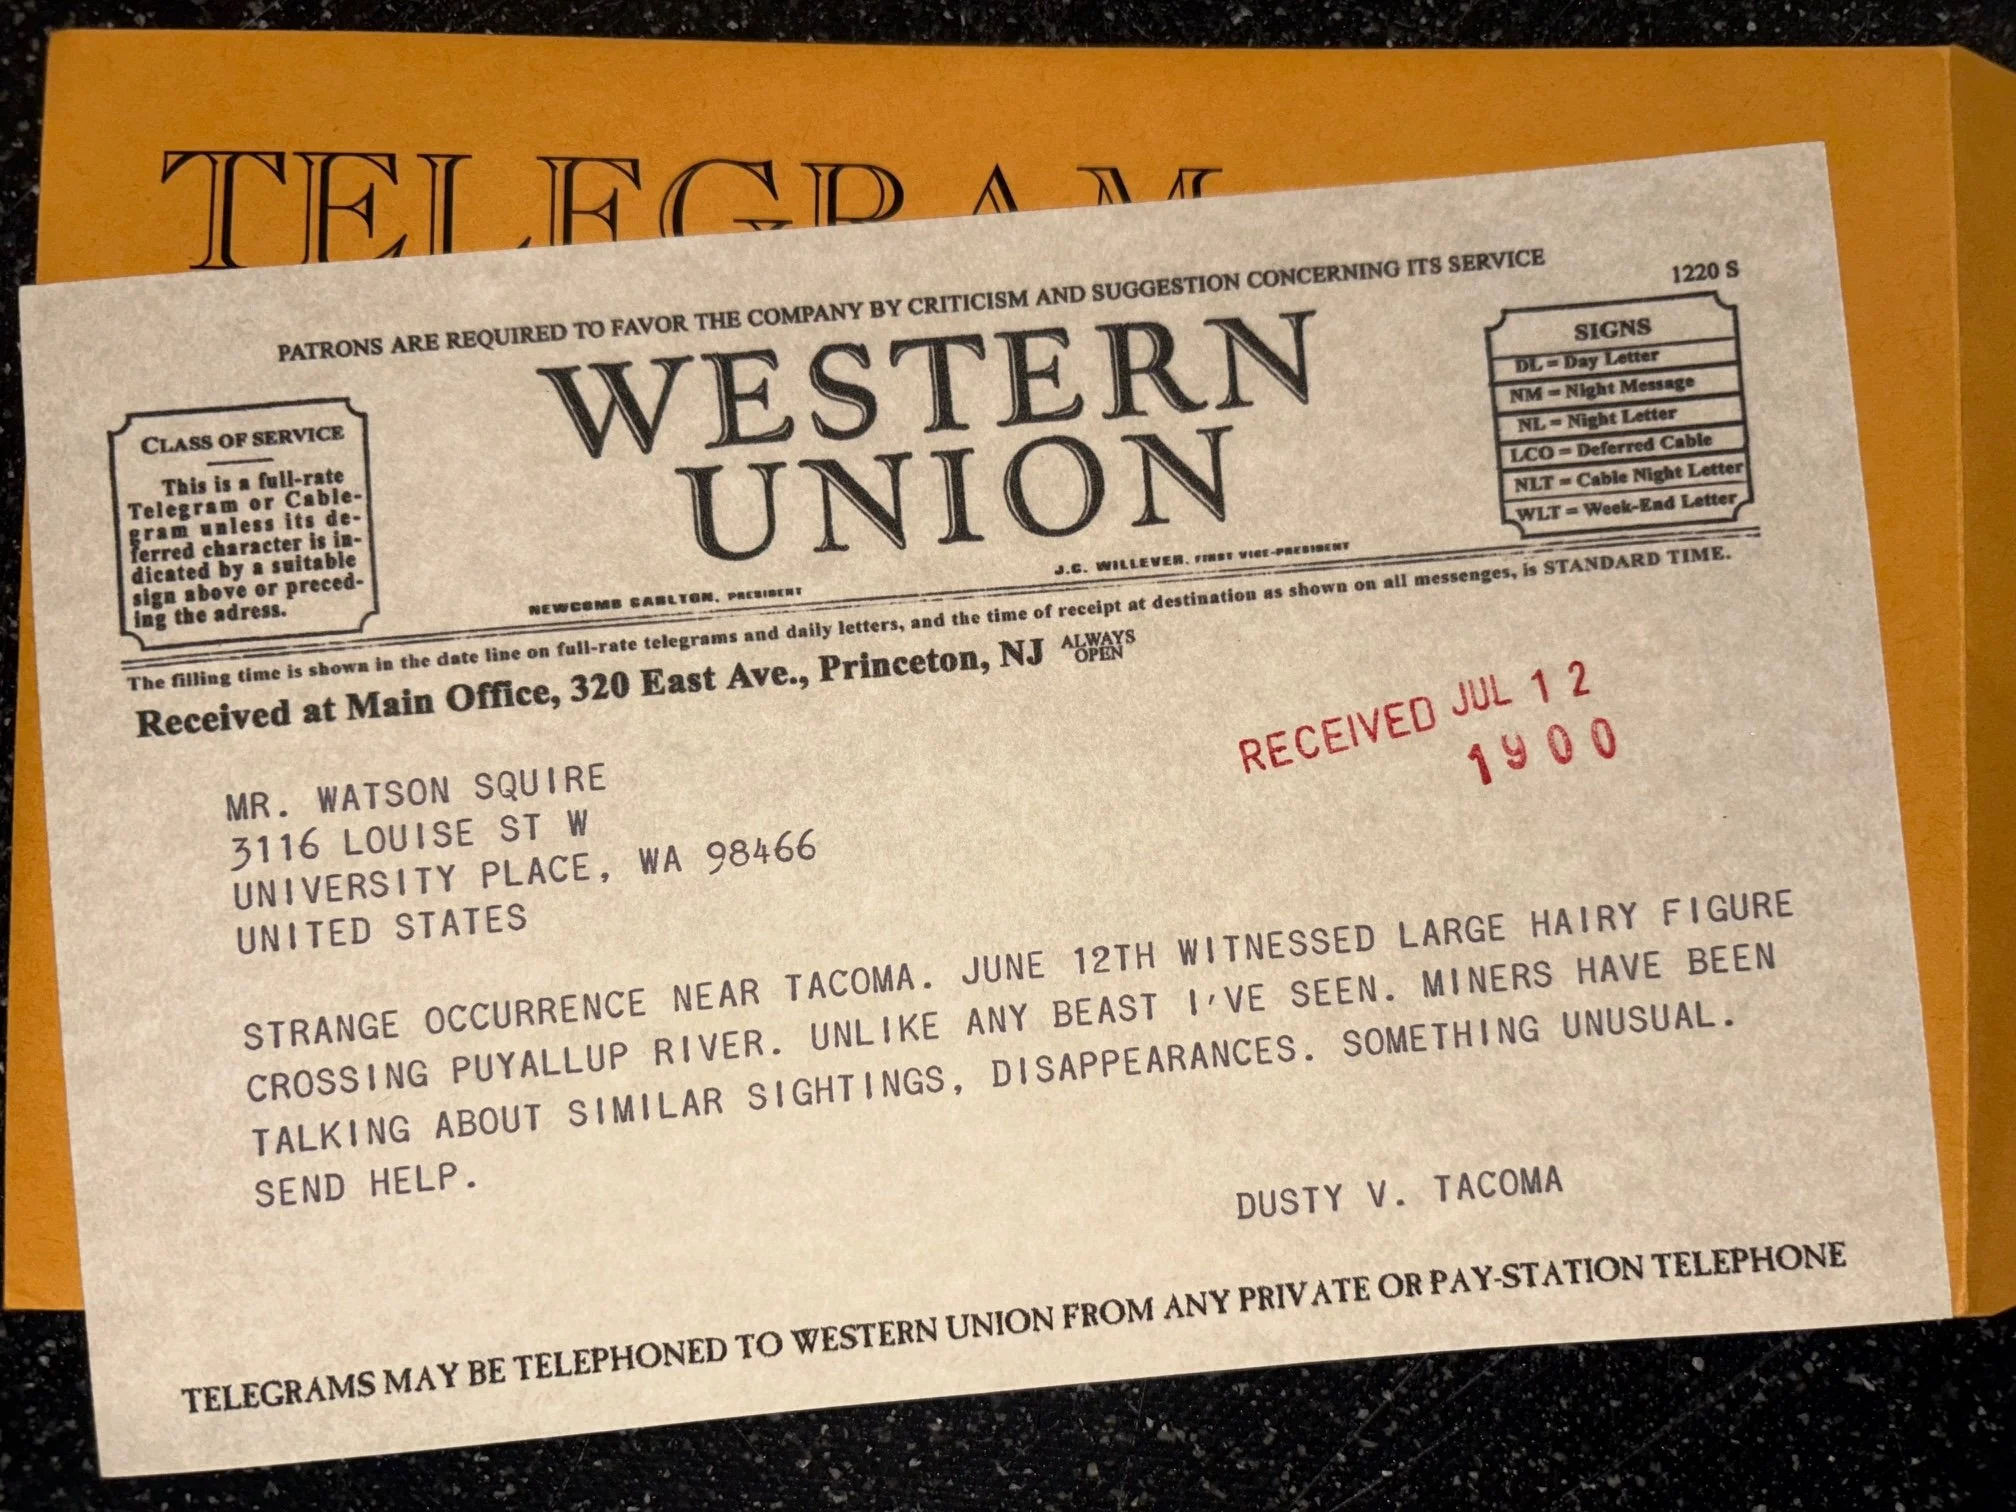 TELEGRAM
PATRONS ARE REQUIRED TO FAVOR THE COMPANY BY CRITICISM AND SUGGESTION CONCERNING ITS SERVICE
1220 S
CLASS OF SERVICE
This is a full-rate
Telegram or Cable-
gram unless its de-
ferred character is in-
dicated by a suitable
sign above or preced-
ing the adress.
WESTERN
UNION
NEWCOMB CARLTON, PRESIDENT
J.C. WILLEVER, FIRST VICE-PRESIDENT
SIGNS
DL = Day Letter
NM = Night Message
NL = Night Letter
LCO = Deferred Cable
NLT = Cable Night Letter
WLT = Week-End Letter
The filling time is shown in the date line on full-rate telegrams and daily letters, and the time of receipt at destination as shown on all messenges, is STANDARD TIME.
Received at Main Office, 320 East Ave., Princeton, NJ ALWAYS
OPEN
RECEIVED JUL 12
1900
MR. WATSON SQUIRE
3116 LOUISE ST W
UNIVERSITY PLACE, WA 98466
UNITED STATES
STRANGE OCCURRENCE NEAR TACOMA. JUNE 12TH WITNESSED LARGE HAIRY FIGURE
CROSSING PUYALLUP RIVER. UNLIKE ANY BEAST I'VE SEEN. MINERS HAVE BEEN
TALKING ABOUT SIMILAR SIGHTINGS, DISAPPEARANCES. SOMETHING UNUSUAL.
SEND HELP.
DUSTY V. TACOMA
TELEGRAMS MAY BE TELEPHONED TO WESTERN UNION FROM ANY PRIVATE OR PAY-STATION TELEPHONE